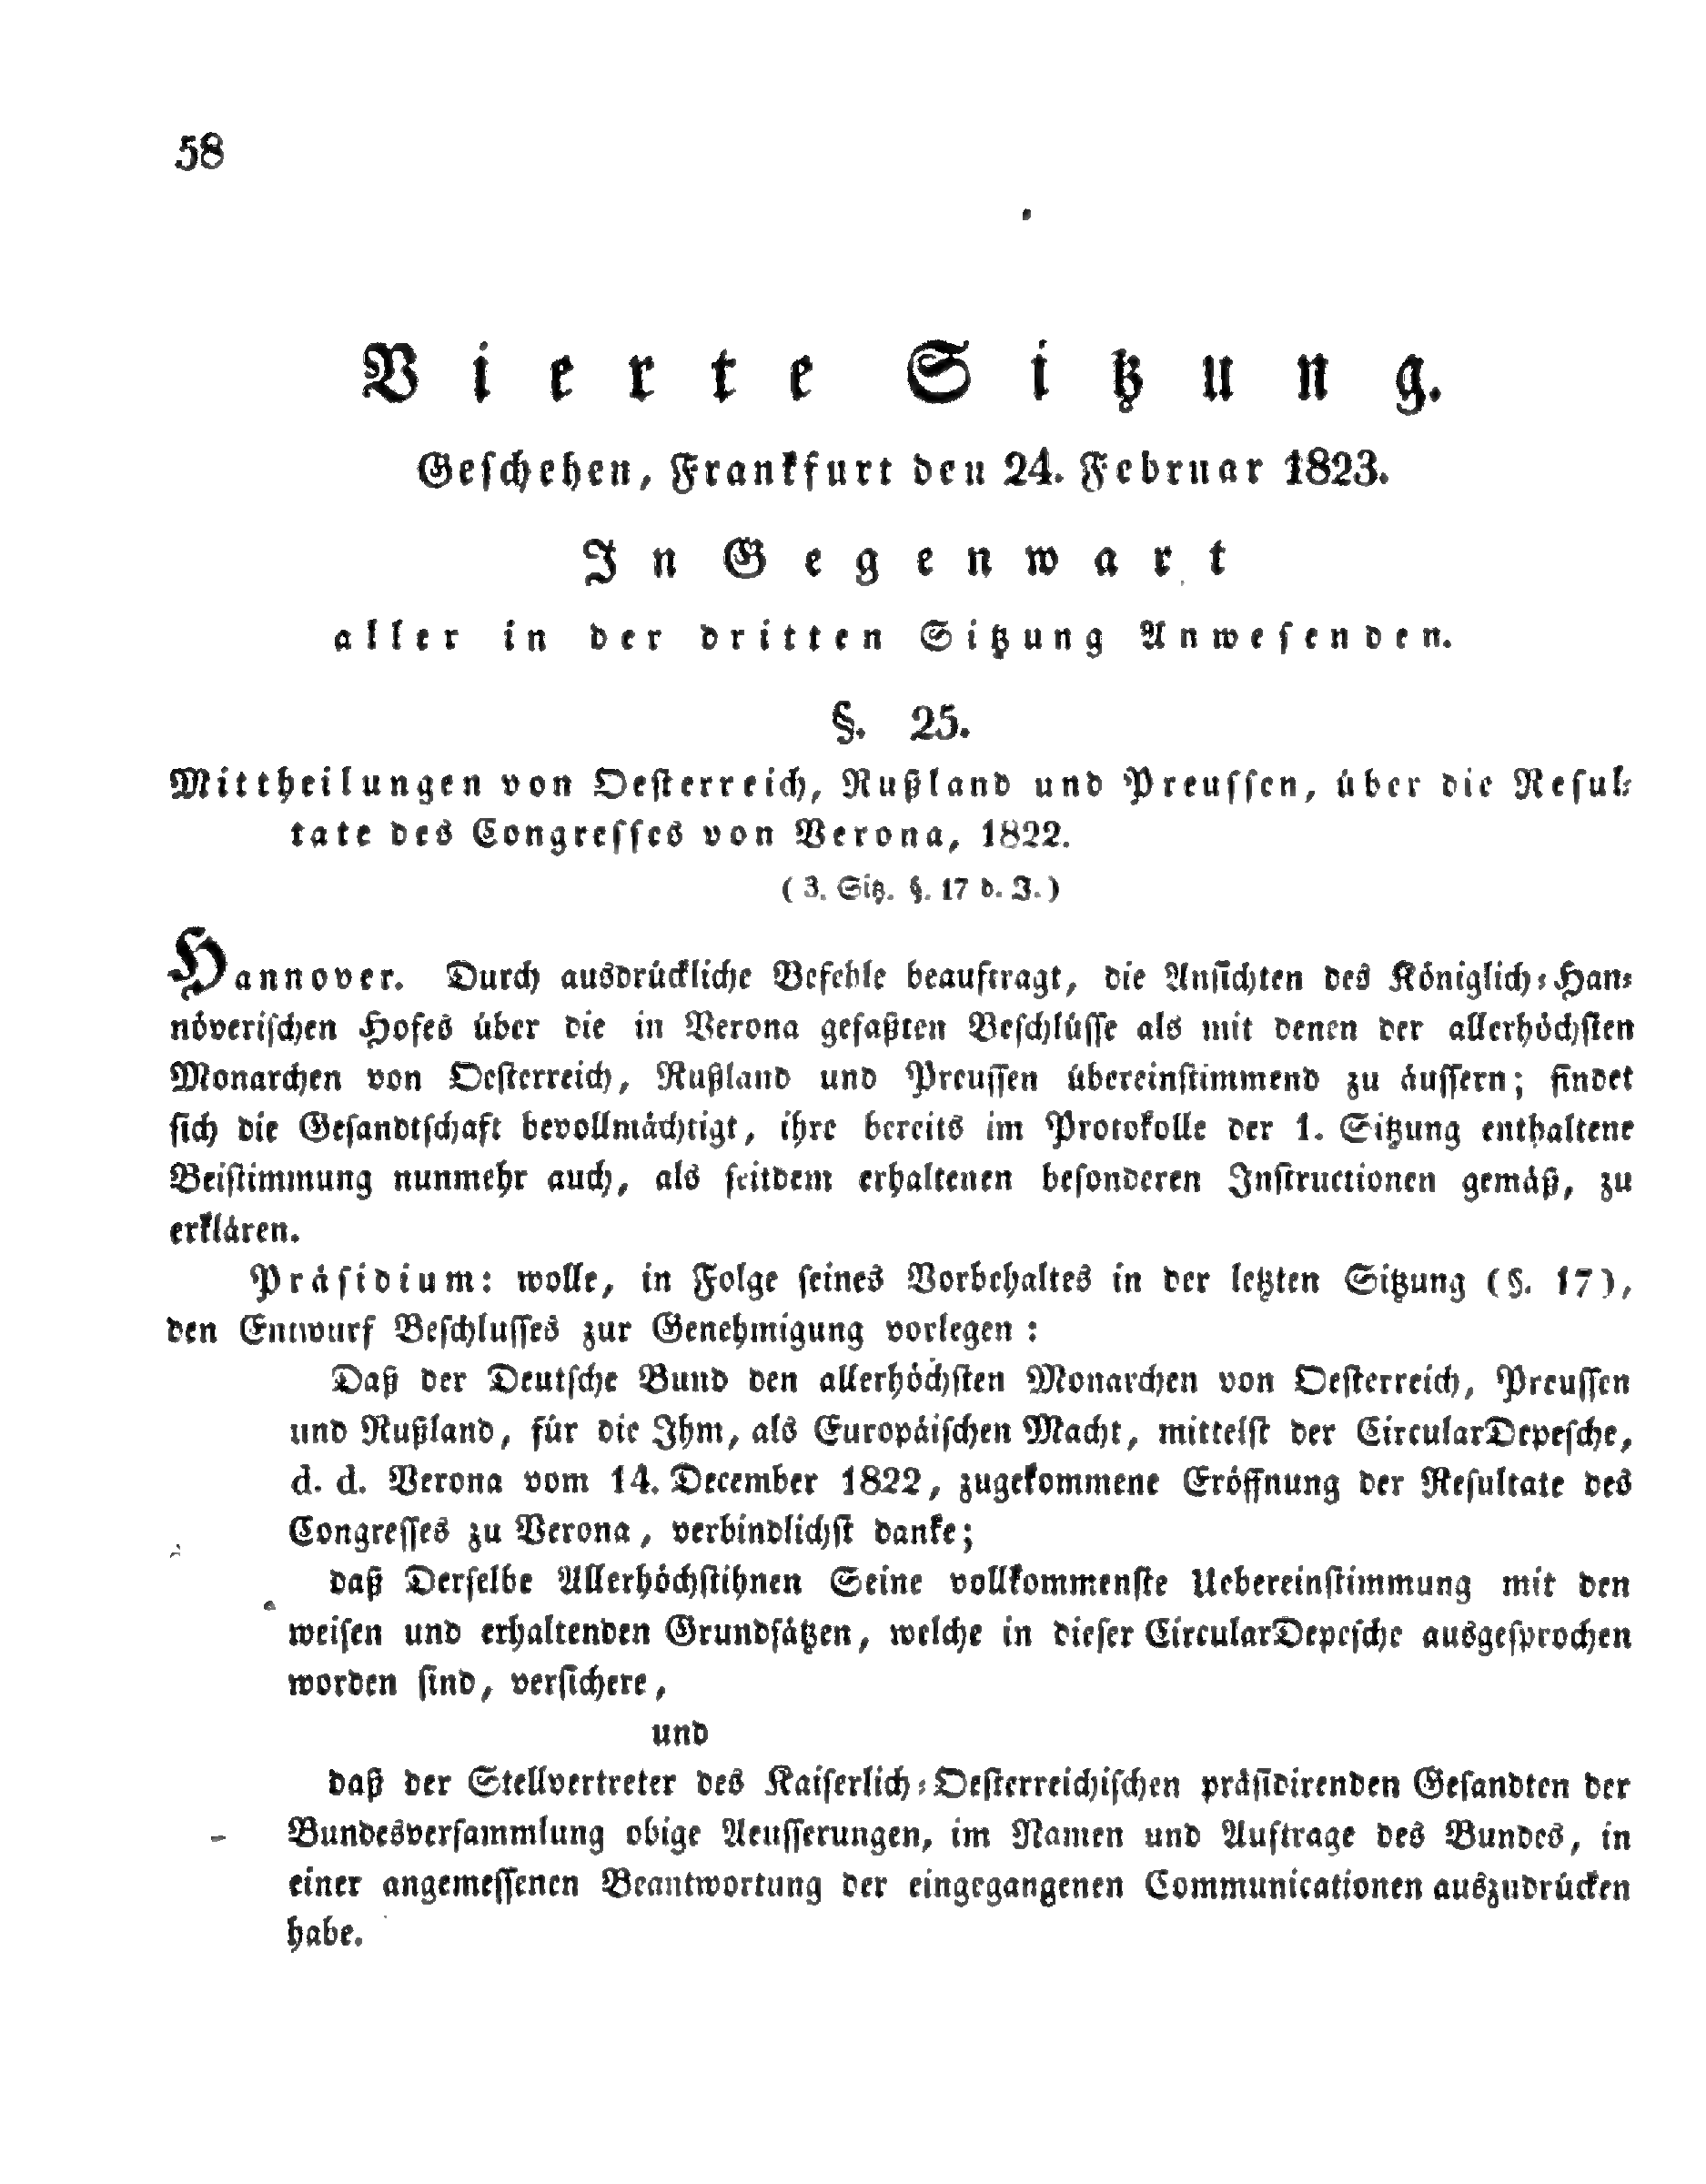 58
Vierte Sitzung.
Geschehen, Frankfurt den 24. Februar 1823.
In Gegenwart
aller in der dritten Sitzung Anwesenden.
§. 25.
Mittheilungen von Oesterreich, Rußland und Preussen, über die Resul-
tate des Congresses von Verona, 1822.
(3. Sitz. §. 17 d. J.)
Hannover. Durch ausdrückliche Befehle beauftragt, die Ansichten des Königlich-Han-
növerischen Hofes über die in Verona gefaßten Beschlüsse als mit denen der allerhöchsten
Monarchen von Oesterreich, Rußland und Preussen übereinstimmend zu äussern; findet
sich die Gesandtschaft bevollmächtigt, ihre bereits im Protokolle der 1. Sitzung enthaltene
Beistimmung nunmehr auch, als seitdem erhaltenen besonderen Instructionen gemäß, zu
erklären.
Präsidium: wolle, in Folge seines Vorbehaltes in der letzten Sitzung (§. 17),
den Entwurf Beschlusses zur Genehmigung vorlegen:
Daß der Deutsche Bund den allerhöchsten Monarchen von Oesterreich, Preussen
und Rußland, für die Ihm, als Europäischen Macht, mittelst der CircularDepesche,
d. d. Verona vom 14. December 1822, zugekommene Eröffnung der Resultate des
Congresses zu Verona, verbindlichst danke;
daß Derselbe Allerhöchstihnen Seine vollkommenste Uebereinstimmung mit den
weisen und erhaltenden Grundsätzen, welche in dieser CircularDepesche ausgesprochen
worden sind, versichere,
und
daß der Stellvertreter des Kaiserlich-Oesterreichischen präsidirenden Gesandten der
Bundesversammlung obige Aeusserungen, im Namen und Auftrage des Bundes, in
einer angemessenen Beantwortung der eingegangenen Communicationen auszudrücken
habe.